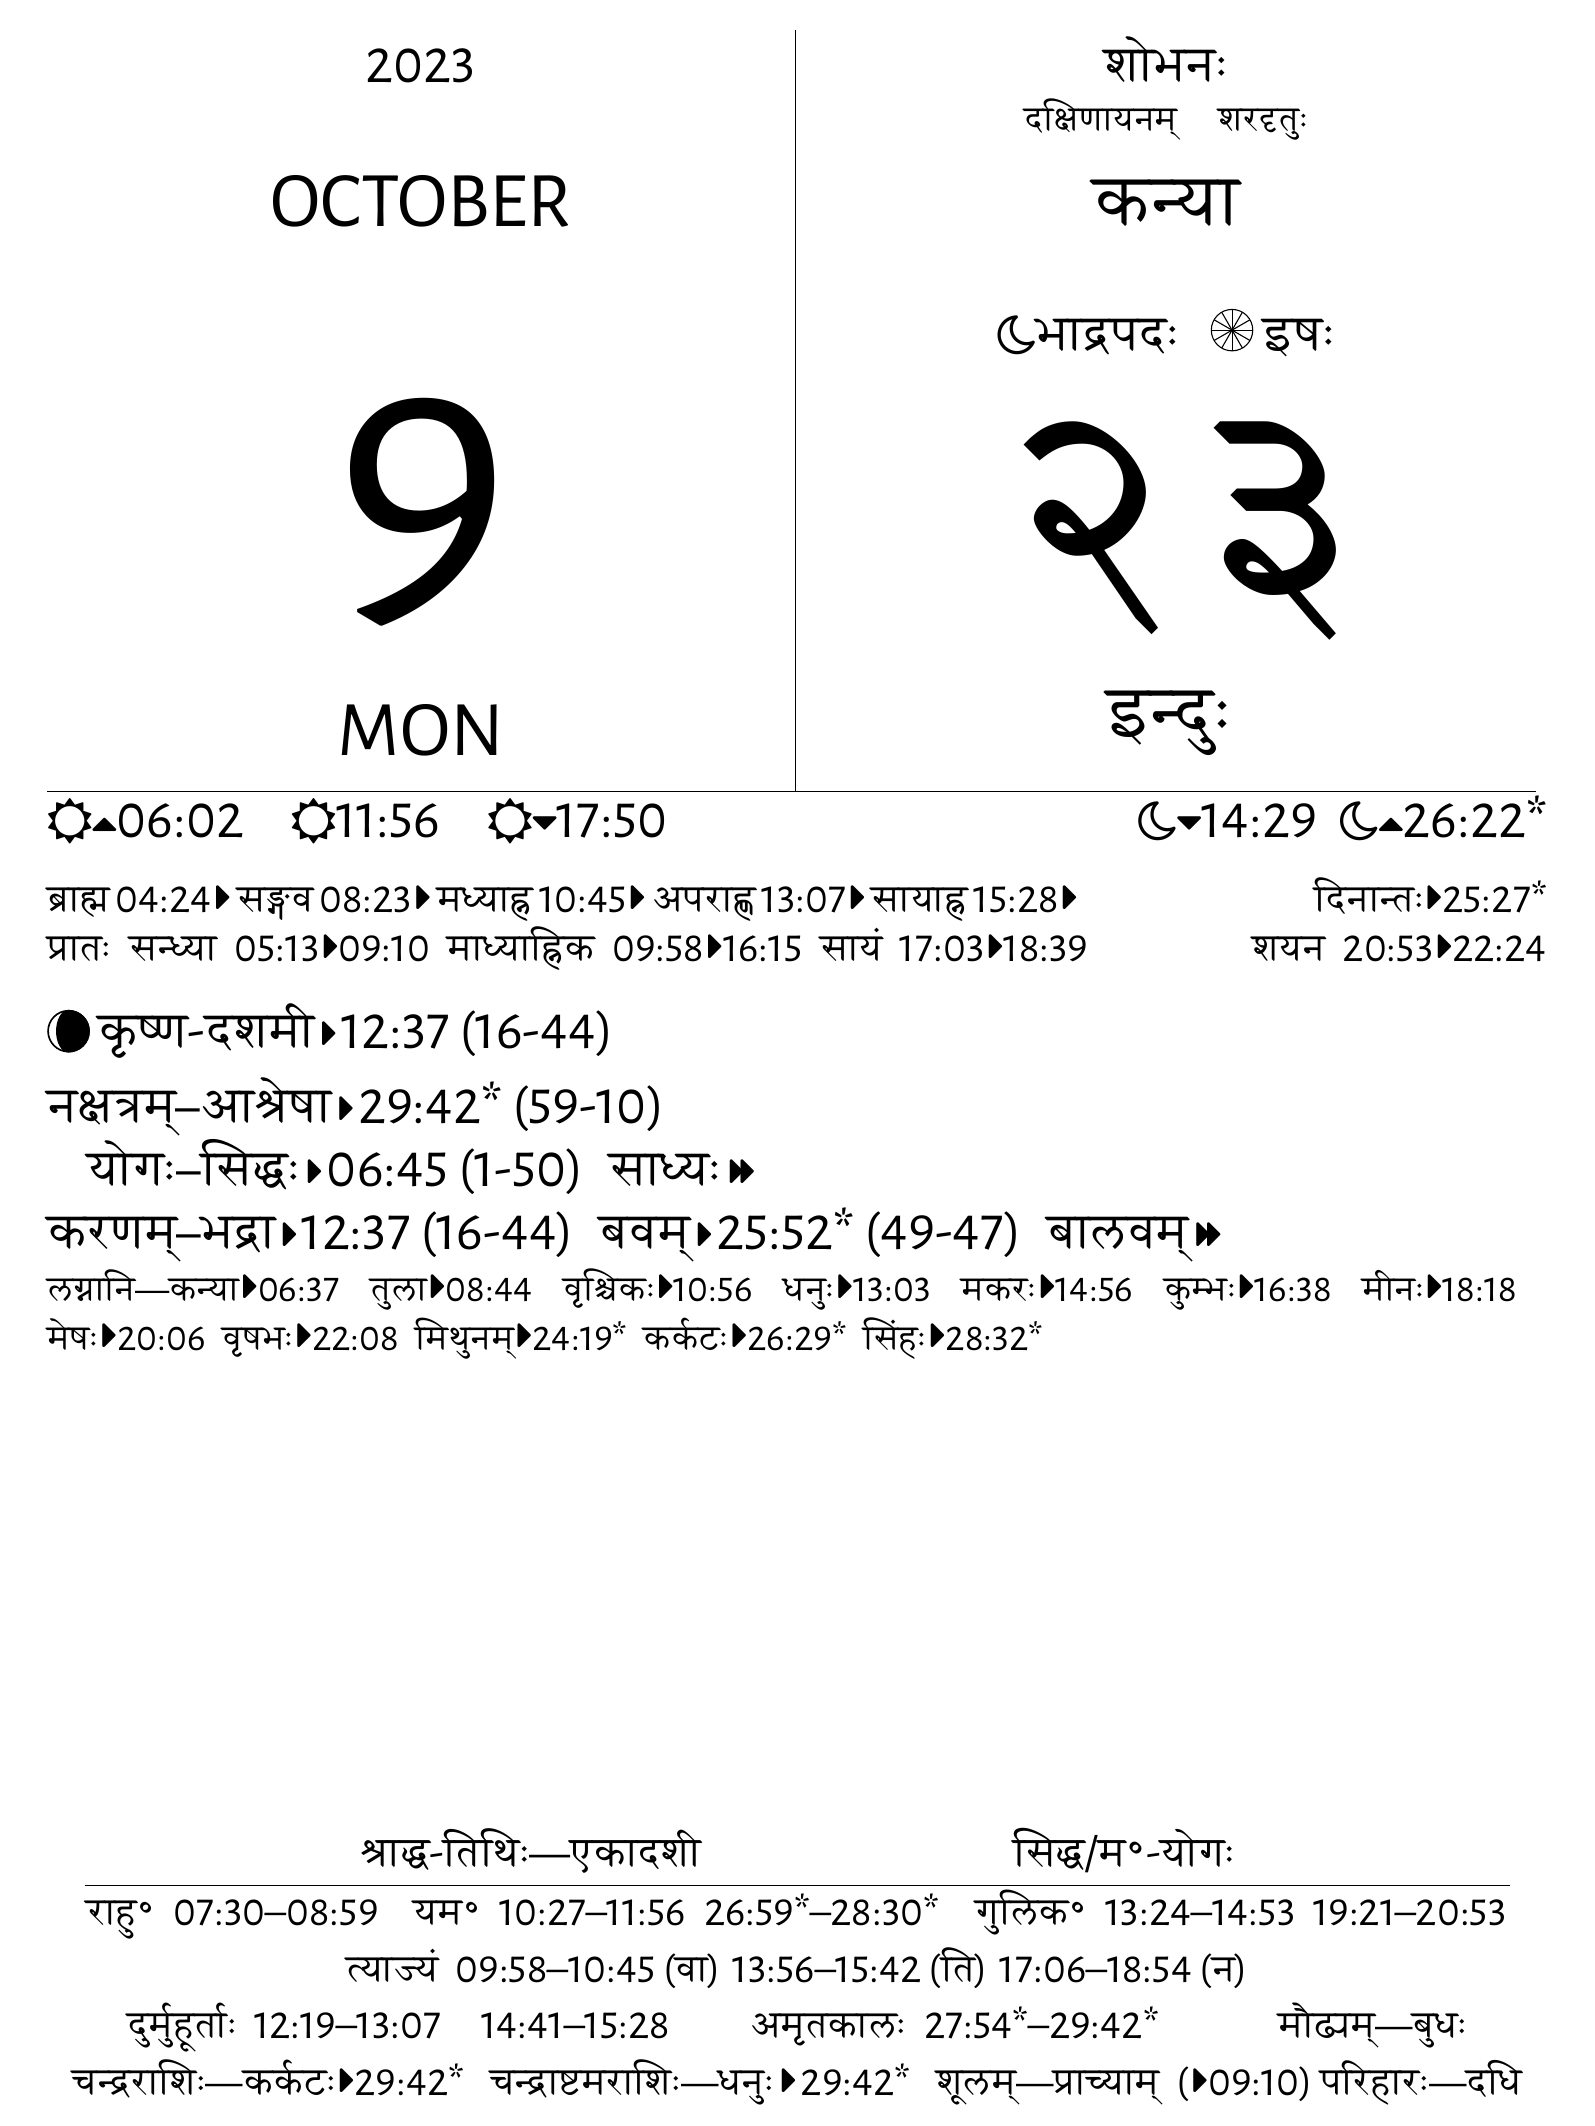 2023
OCTOBER
9
MON
शोभनः
दक्षिणायनम् शरदृतुः
कन्या
भाद्रपदः इषः
२३
इन्दुः
06:02 11:56 17:50 14:29 26:22*
ब्राह्म 04:24 सङ्गव 08:23 मध्याह्न 10:45 अपराह्ण 13:07 सायाह्न 15:28 दिनान्तः 25:27*
प्रातः सन्ध्या 05:13 09:10 माध्याह्निक 09:58 16:15 सायं 17:03 18:39 शयन 20:53 22:24
कृष्ण-दशमी 12:37 (16-44)
नक्षत्रम्–आश्रेषा 29:42* (59-10)
योगः–सिद्धः 06:45 (1-50) साध्यः
करणम्–भद्रा 12:37 (16-44) बवम् 25:52* (49-47) बालवम्
लग्नानि—कन्या 06:37 तुला 08:44 वृश्चिकः 10:56 धनुः 13:03 मकरः 14:56 कुम्भः 16:38 मीनः 18:18
मेषः 20:06 वृषभः 22:08 मिथुनम् 24:19* कर्कटः 26:29* सिंहः 28:32*
श्राद्ध-तिथिः—एकादशी सिद्ध/म॰-योगः
राहु॰ 07:30–08:59 यम॰ 10:27–11:56 26:59*–28:30* गुलिक॰ 13:24–14:53 19:21–20:53
त्याज्यं 09:58–10:45 (वा) 13:56–15:42 (ति) 17:06–18:54 (न)
दुर्मुहूर्ताः 12:19–13:07 14:41–15:28 अमृतकालः 27:54*–29:42* मौढ्यम्—बुधः
चन्द्रराशिः—कर्कटः 29:42* चन्द्राष्टमराशिः—धनुः 29:42* शूलम्—प्राच्याम् (09:10) परिहारः—दधि